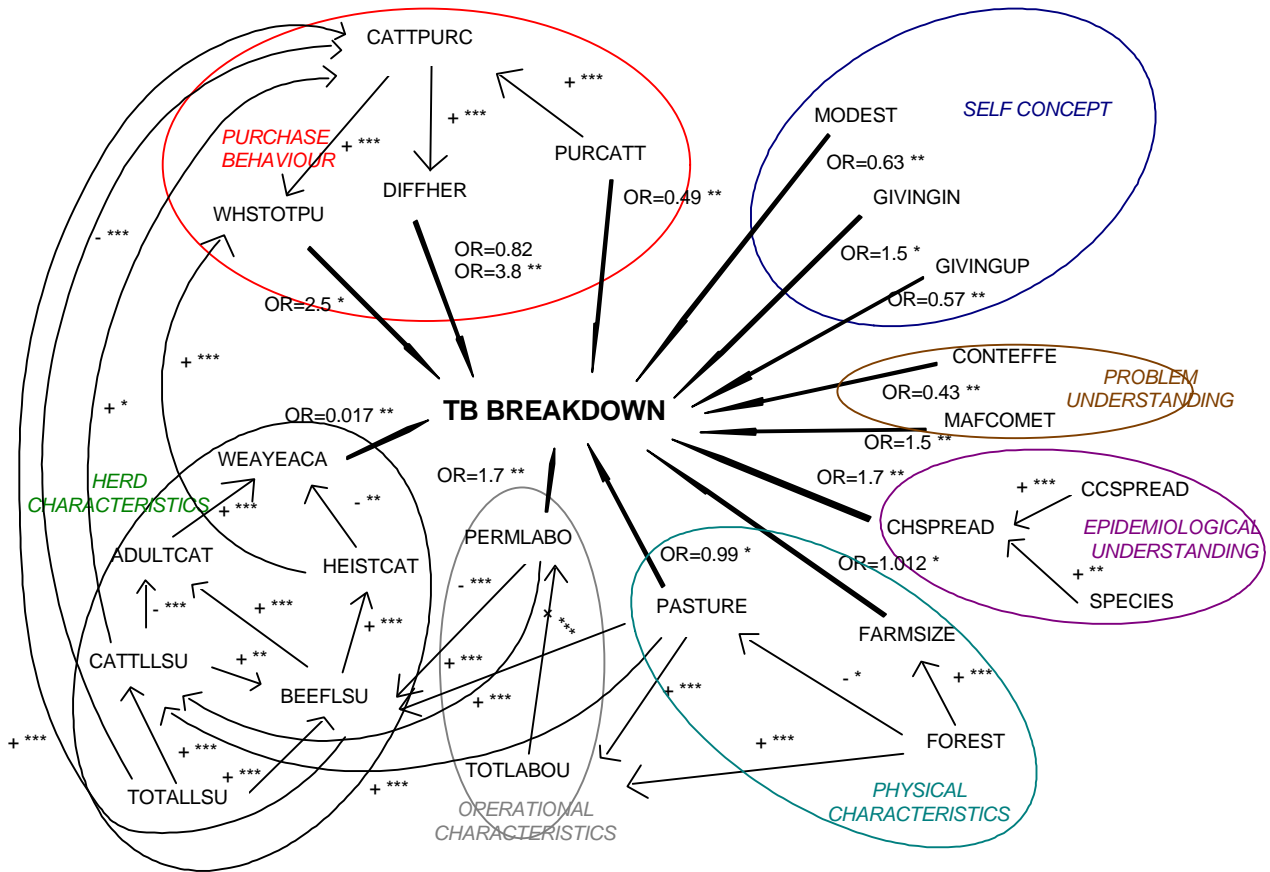 CATTPURC
+ ***
MODEST
SELF CONCEPT
PURCHASE
BEHAVIOUR
+ ***
+ ***
PURCATT
OR=0.63 **
DIFFHER
OR=0.49 **
GIVINGIN
WHSTOTPU
- ***
OR=0.82
OR=3.8 **
OR=1.5 *
GIVINGUP
OR=2.5 *
OR=0.57 **
+ ***
CONTEFFE
PROBLEM
UNDERSTANDING
OR=0.43 **
+ *
OR=0.017 **
TB BREAKDOWN
MAFCOMET
OR=1.5 **
WEAYEACA
OR=1.7 **
OR=1.7 **
HERD
CHARACTERISTICS
- **
+ ***
+ ***
CCSPREAD
CHSPREAD
EPIDEMIOLOGICAL
UNDERSTANDING
PERMLABO
ADULTCAT
HEISTCAT
OR=0.99 *
OR=1.012 *
+ **
SPECIES
- ***
- ***
+ ***
+ ***
+ ***
PASTURE
FARMSIZE
CATTLLSU
+ **
+ ***
- *
+ ***
BEEFLSU
+ ***
+ ***
+ ***
+ ***
+ ***
+ ***
FOREST
TOTALLSU
+ ***
TOTLABOU
OPERATIONAL
CHARACTERISTICS
PHYSICAL
CHARACTERISTICS